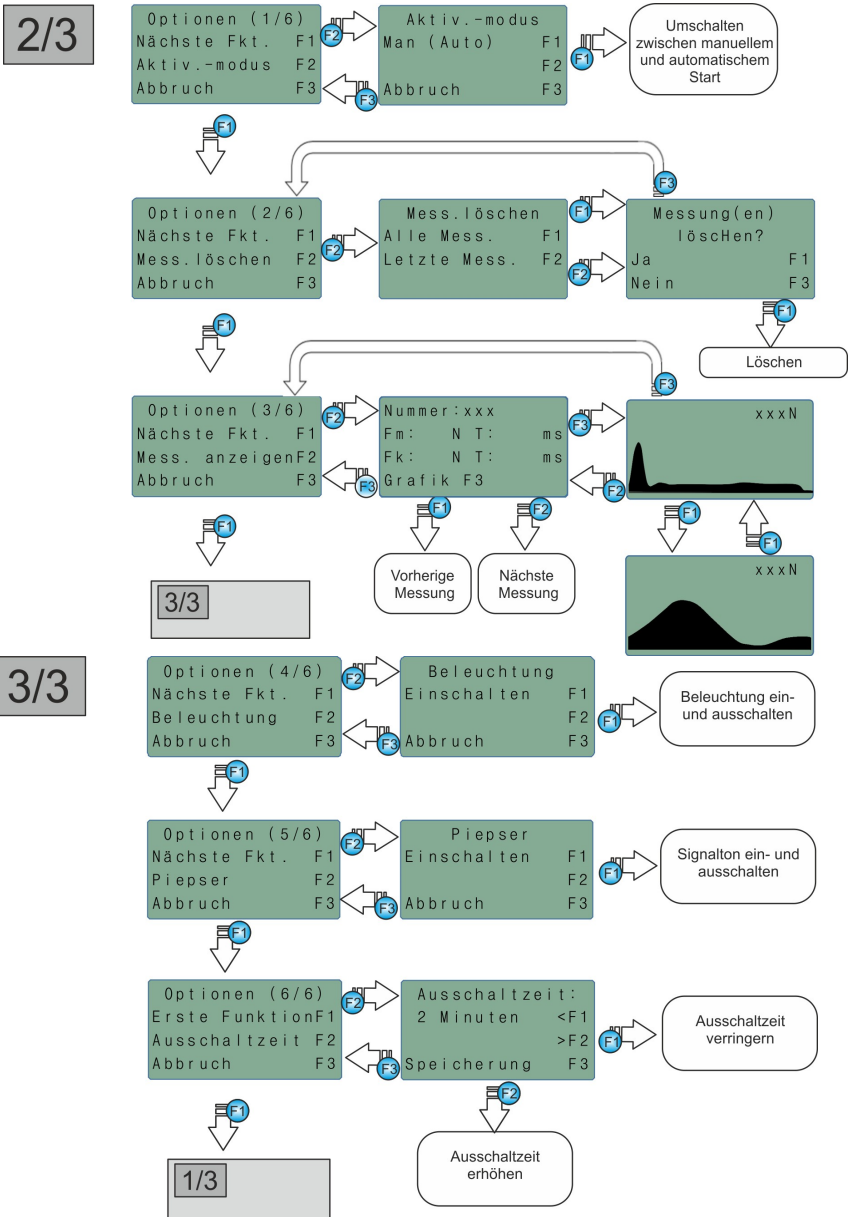 2/3
Optionen (1/6)
Nächste Fkt. F1
Aktiv.-modus F2
Abbruch F3
F2
F3
Aktiv.-modus
Man (Auto) F1
F2
Abbruch F3
F1
Umschalten
zwischen manuellem
und automatischem
Start
F1
F3
Optionen (2/6)
Nächste Fkt. F1
Mess.löschen F2
Abbruch F3
F2
Mess.löschen
Alle Mess. F1
Letzte Mess. F2
F1
F2
Messung(en)
löscHen?
Ja F1
Nein F3
F1
Löschen
F1
F3
Optionen (3/6)
Nächste Fkt. F1
Mess. anzeigenF2
Abbruch F3
F2
F3
Nummer:xxx
Fm: N T: ms
Fk: N T: ms
Grafik F3
F3
F2
xxxN
F1
F1
F2
F1
F1
Vorherige
Messung
Nächste
Messung
xxxN
3/3
3/3
Optionen (4/6)
Nächste Fkt. F1
Beleuchtung F2
Abbruch F3
F2
F3
Beleuchtung
Einschalten F1
F2
Abbruch F3
F1
Beleuchtung ein-
und ausschalten
F1
Optionen (5/6)
Nächste Fkt. F1
Piepser F2
Abbruch F3
F2
F3
Piepser
Einschalten F1
F2
Abbruch F3
F1
Signalton ein- und
ausschalten
F1
Optionen (6/6)
Erste FunktionF1
Ausschaltzeit F2
Abbruch F3
F2
F3
Ausschaltzeit:
2 Minuten <F1
>F2
Speicherung F3
F1
Ausschaltzeit
verringern
F1
F2
Ausschaltzeit
erhöhen
1/3